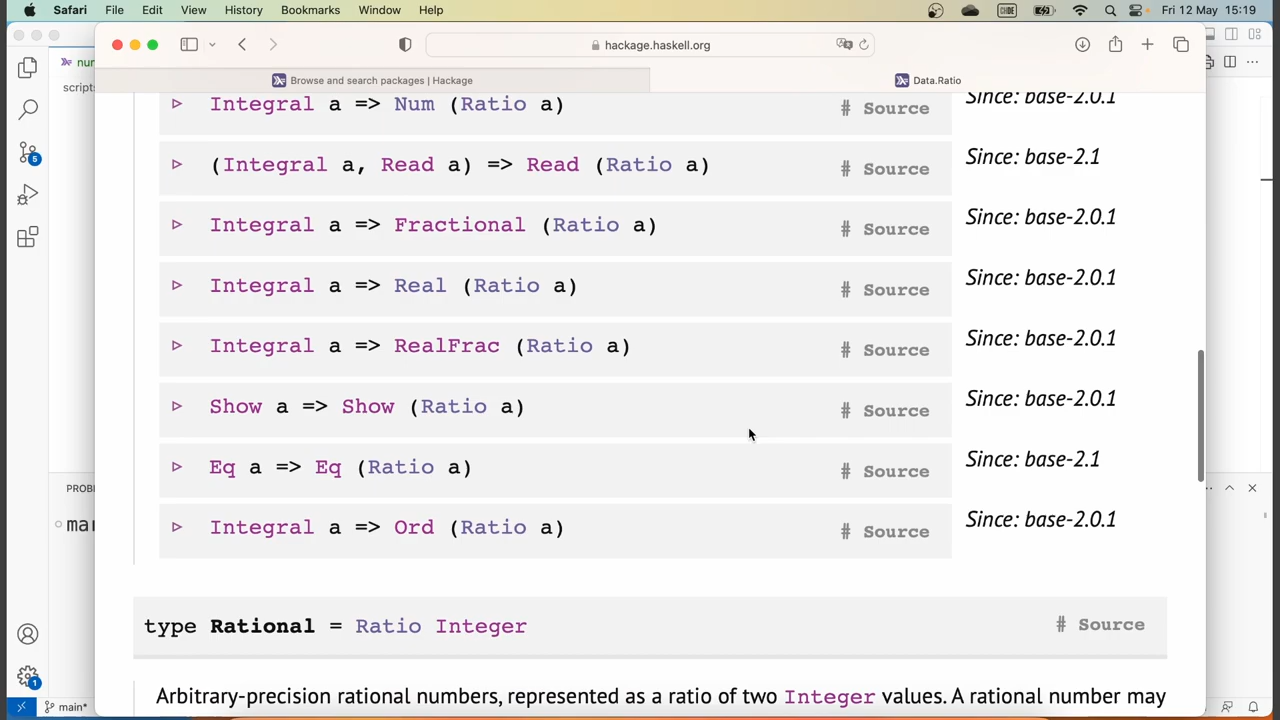 Safari File Edit View History Bookmarks Window Help Fri 12 May 15:19
hackage.haskell.org
Browse and search packages | Hackage Data.Ratio
scripts
Integral a => Num (Ratio a) # Source Since: base-2.0.1
(Integral a, Read a) => Read (Ratio a) # Source Since: base-2.1
Integral a => Fractional (Ratio a) # Source Since: base-2.0.1
Integral a => Real (Ratio a) # Source Since: base-2.0.1
Integral a => RealFrac (Ratio a) # Source Since: base-2.0.1
Show a => Show (Ratio a) # Source Since: base-2.0.1
Eq a => Eq (Ratio a) # Source Since: base-2.1
Integral a => Ord (Ratio a) # Source Since: base-2.0.1
type Rational = Ratio Integer # Source
Arbitrary-precision rational numbers, represented as a ratio of two Integer values. A rational number may
5
1
main*